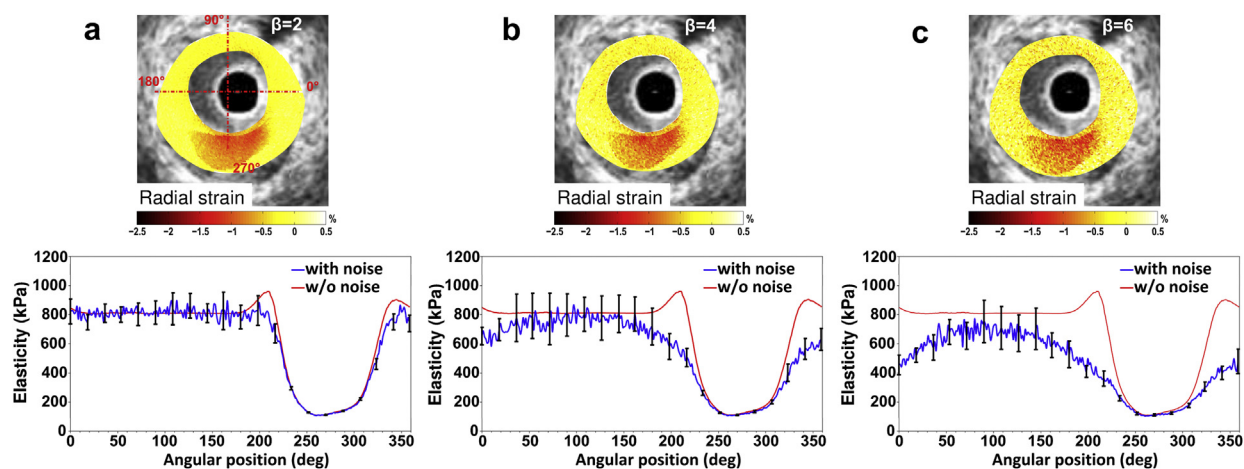 a
90°
β=2
180°
0°
270°
Radial strain
%
−2.5 −2 −1.5 −1 −0.5 0 0.5
1200
1000
800
600
400
200
0
Elasticity (kPa)
with noise
w/o noise
0 50 100 150 200 250 300 350
Angular position (deg)
b
β=4
Radial strain
%
−2.5 −2 −1.5 −1 −0.5 0 0.5
1200
1000
800
600
400
200
0
Elasticity (kPa)
with noise
w/o noise
0 50 100 150 200 250 300 350
Angular position (deg)
c
β=6
Radial strain
%
−2.5 −2 −1.5 −1 −0.5 0 0.5
1200
1000
800
600
400
200
0
Elasticity (kPa)
with noise
w/o noise
0 50 100 150 200 250 300 350
Angular position (deg)